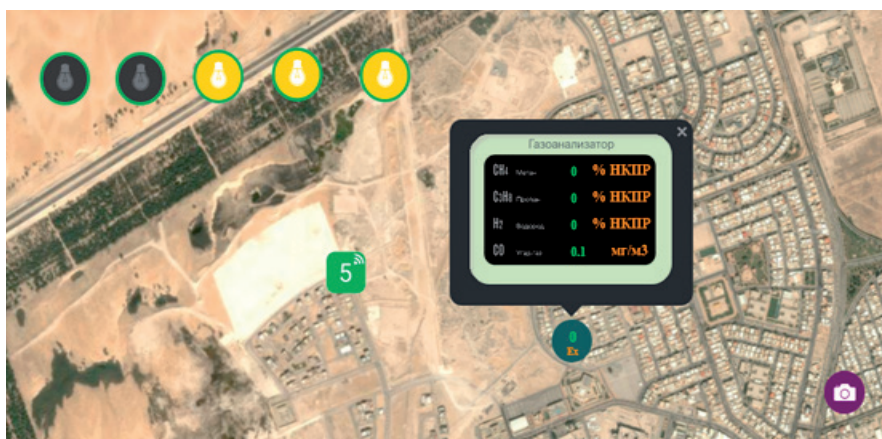 Газоанализатор
CH4 Метан 0 % НКПР
C3H8 Пропан 0 % НКПР
H2 Водород 0 % НКПР
CO Угар.газ 0.1 мг/м3
5
0
Ex